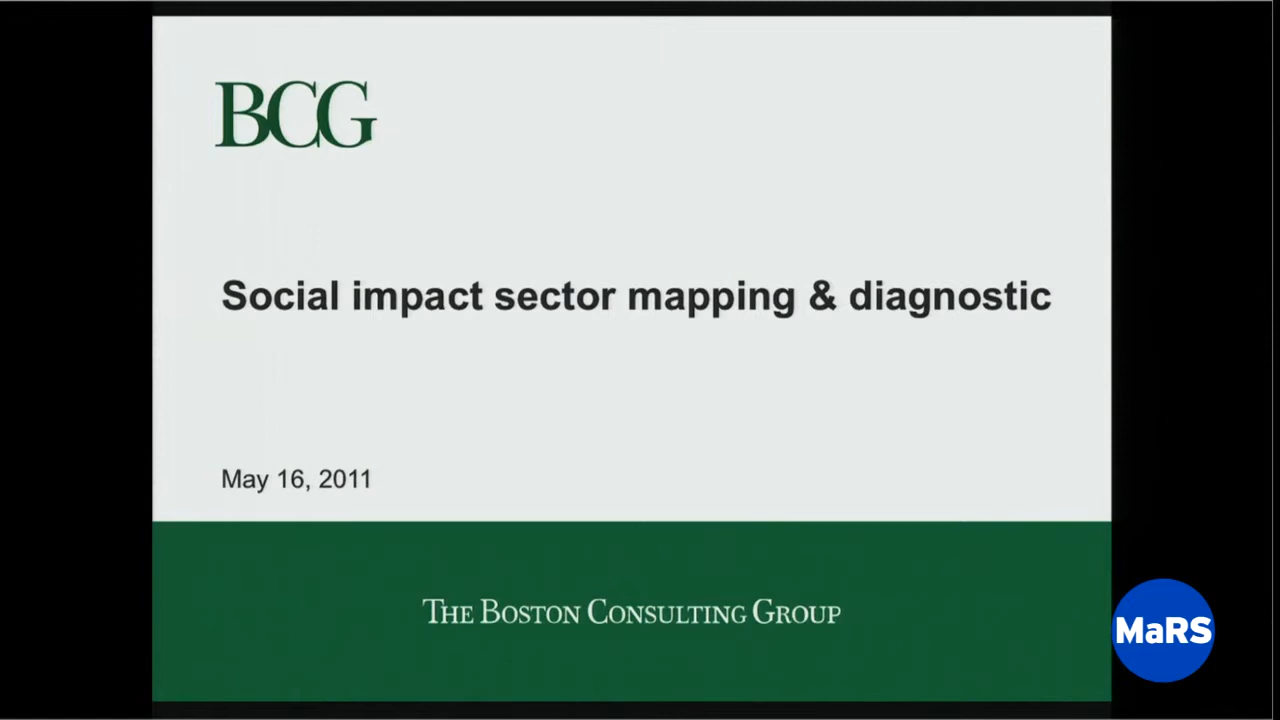 BCG
Social impact sector mapping & diagnostic
May 16, 2011
THE BOSTON CONSULTING GROUP
MaRS